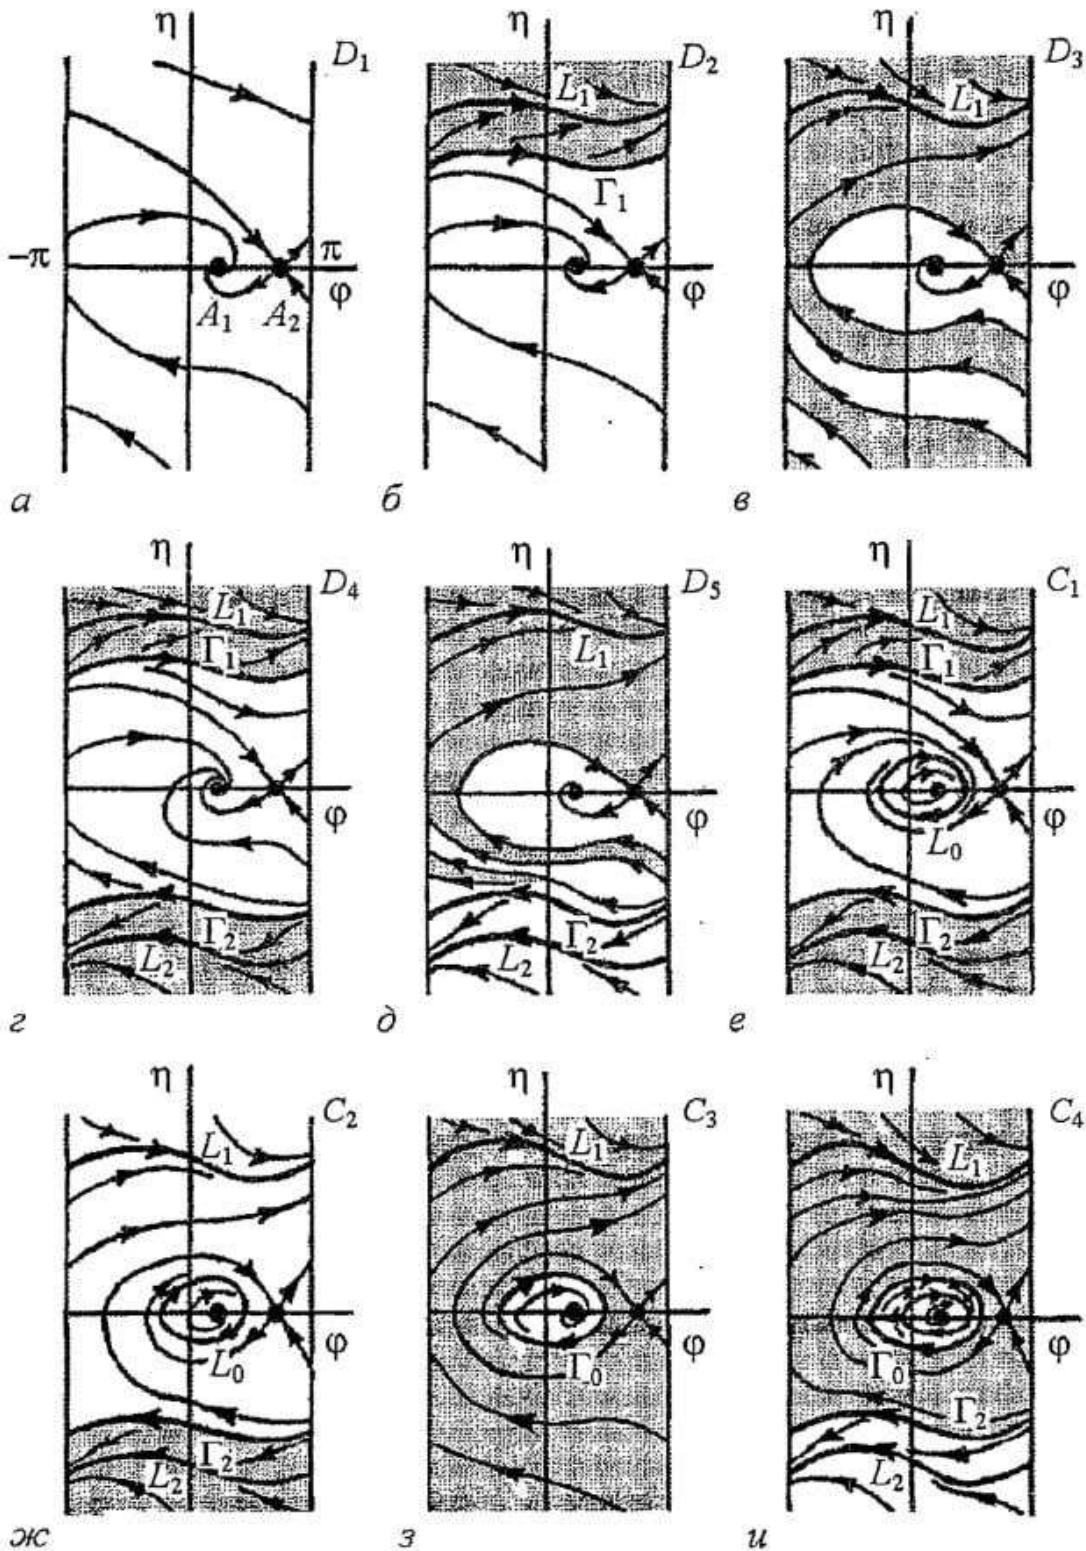 η η η
D₁ D₂ D₃
L₁ L₁
Γ₁
−π π
φ φ φ
A₁ A₂
а б в
η η η
D₄ D₅ C₁
L₁ L₁ L₁
Γ₁ Γ₁
φ φ φ
L₀
Γ₂ Γ₂ Γ₂
L₂ L₂ L₂
г д е
η η η
C₂ C₃ C₄
L₁ L₁ L₁
φ φ φ
L₀ Γ₀ Γ₀
Γ₂ Γ₂
L₂ L₂
ж з и